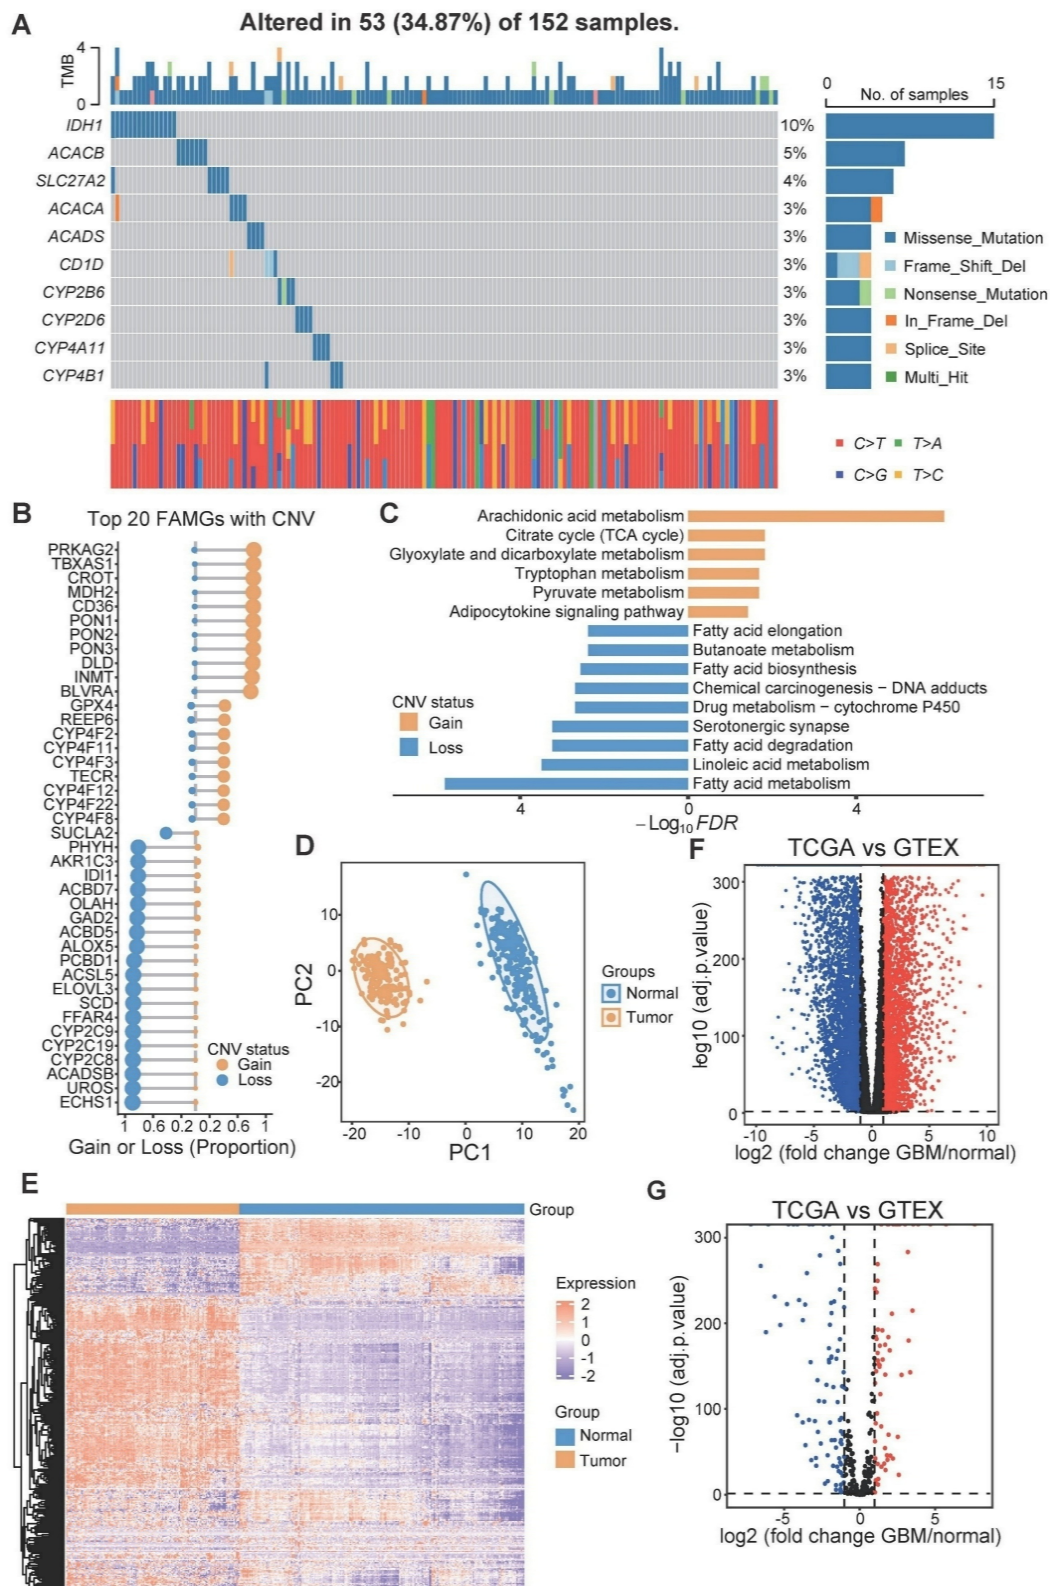 A
Altered in 53 (34.87%) of 152 samples.
4
TMB
0
0 15
No. of samples
IDH1 10%
ACACB 5%
SLC27A2 4%
ACACA 3%
ACADS 3%
CD1D 3%
CYP2B6 3%
CYP2D6 3%
CYP4A11 3%
CYP4B1 3%
Missense_Mutation
Frame_Shift_Del
Nonsense_Mutation
In_Frame_Del
Splice_Site
Multi_Hit
C>T T>A
C>G T>C
B
Top 20 FAMGs with CNV
PRKAG2
TBXAS1
CROT
MDH2
CD36
PON1
PON2
PON3
DLD
INMT
BLVRA
GPX4
REEP6
CYP4F2
CYP4F11
CYP4F3
TECR
CYP4F12
CYP4F22
CYP4F8
SUCLA2
PHYH
AKR1C3
IDI1
ACBD7
OLAH
GAD2
ACBD5
ALOX5
PCBD1
ACSL5
ELOVL3
SCD
FFAR4
CYP2C9
CYP2C19
CYP2C8
ACADSB
UROS
ECHS1
CNV status
Gain
Loss
1 0.6 0.2 0.2 0.6 1
Gain or Loss (Proportion)
C
Arachidonic acid metabolism
Citrate cycle (TCA cycle)
Glyoxylate and dicarboxylate metabolism
Tryptophan metabolism
Pyruvate metabolism
Adipocytokine signaling pathway
Fatty acid elongation
Butanoate metabolism
Fatty acid biosynthesis
Chemical carcinogenesis − DNA adducts
Drug metabolism − cytochrome P450
Serotonergic synapse
Fatty acid degradation
Linoleic acid metabolism
Fatty acid metabolism
CNV status
Gain
Loss
4 0 4
−Log10 FDR
D
10
0
-10
-20
PC2
-20 -10 0 10 20
PC1
Groups
Normal
Tumor
F
TCGA vs GTEX
300
200
100
0
log10 (adj.p.value)
-10 -5 0 5 10
log2 (fold change GBM/normal)
E
Group
Expression
2
1
0
-1
-2
Group
Normal
Tumor
G
TCGA vs GTEX
300
200
100
0
−log10 (adj.p.value)
-5 0 5
log2 (fold change GBM/normal)